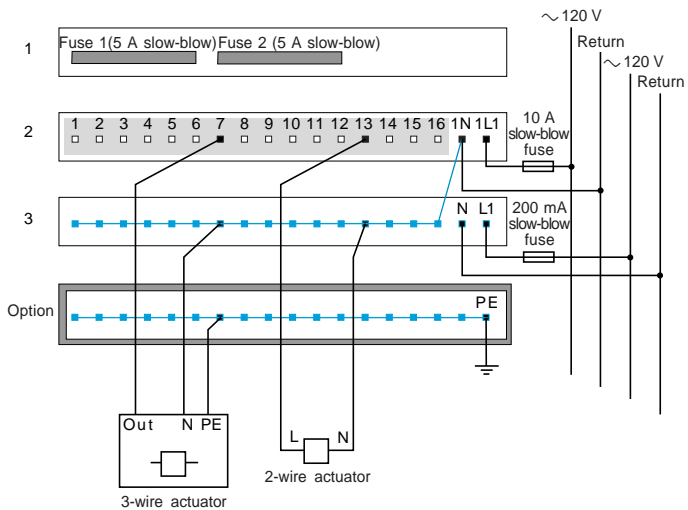 ∼120 V
Return
∼120 V
Return
1
Fuse 1(5 A slow-blow) Fuse 2 (5 A slow-blow)
2
1 2 3 4 5 6 7 8 9 10 11 12 13 14 15 16 1N 1L1
10 A
slow-blow
fuse
3
N L1
200 mA
slow-blow
fuse
Option
PE
Out N PE
L N
2-wire actuator
3-wire actuator